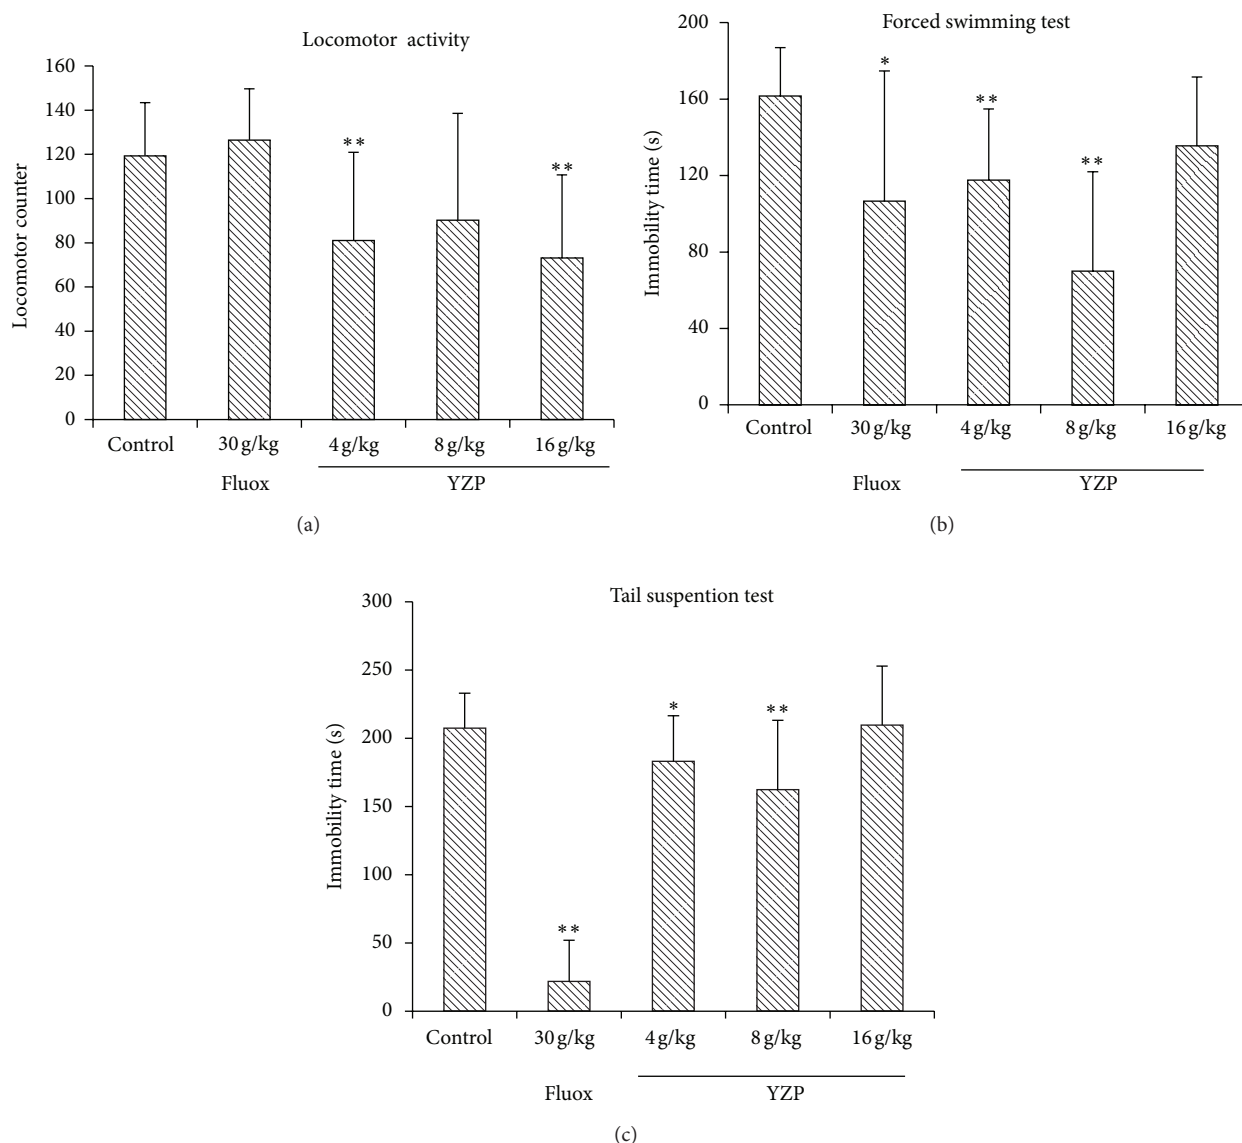 Locomotor activity
160
140
120
100
80
60
40
20
0
Locomotor counter
**
**
Control
30 g/kg
4 g/kg
8 g/kg
16 g/kg
Fluox
YZP
(a)
Forced swimming test
200
160
120
80
40
0
Immobility time (s)
*
**
**
Control
30 g/kg
4 g/kg
8 g/kg
16 g/kg
Fluox
YZP
(b)
Tail suspention test
300
250
200
150
100
50
0
Immobility time (s)
**
*
**
Control
30 g/kg
4 g/kg
8 g/kg
16 g/kg
Fluox
YZP
(c)